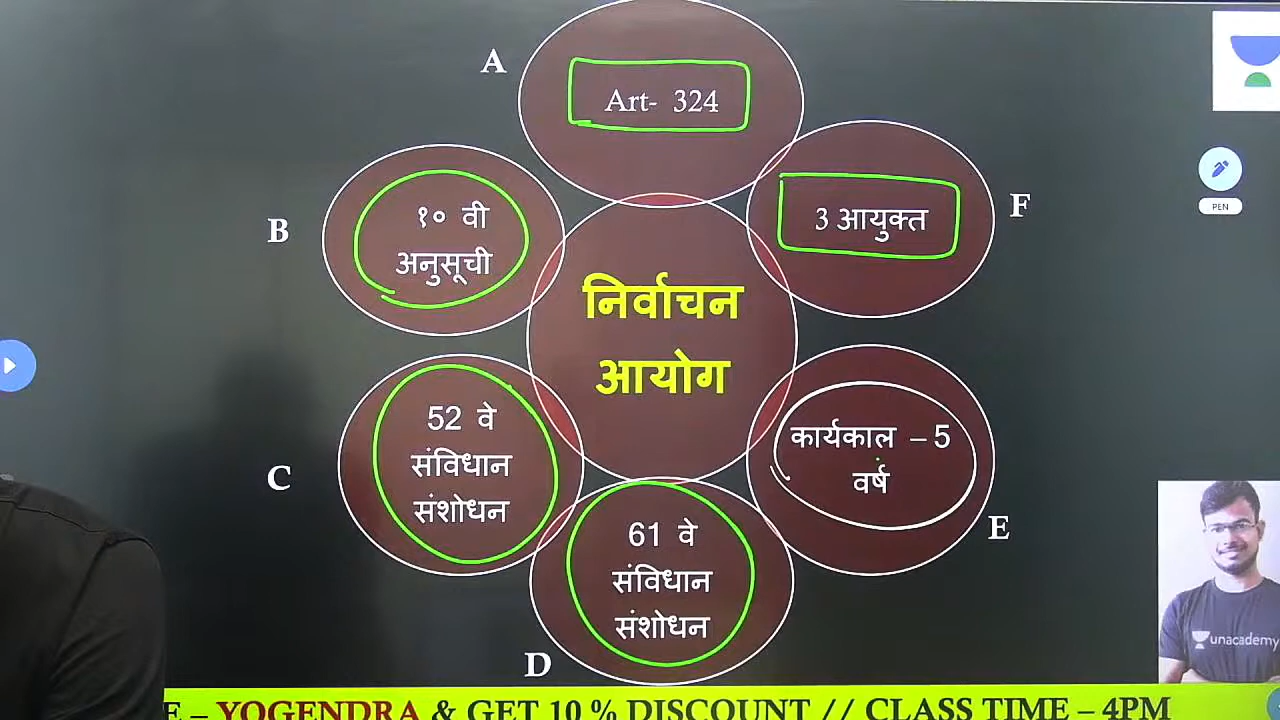 A
Art- 324
B
१० वी
अनुसूची
F
3 आयुक्त
निर्वाचन
आयोग
C
52 वे
संविधान
संशोधन
कार्यकाल – 5
वर्ष
E
61 वे
संविधान
संशोधन
D
PEN
unacademy
E – YOGENDRA & GET 10 % DISCOUNT // CLASS TIME – 4PM